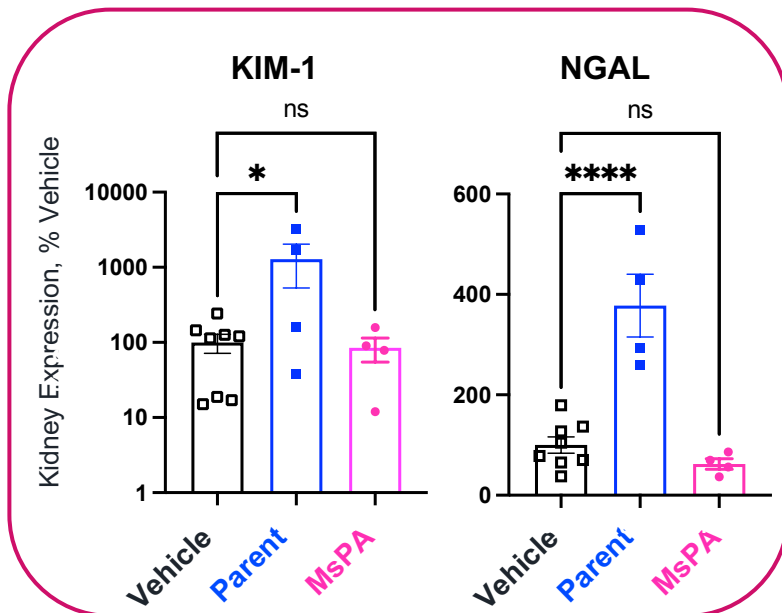 KIM-1
NGAL
Kidney Expression, % Vehicle
ns
*
10000
1000
100
10
1
Vehicle
Parent
MsPA
ns
****
600
400
200
0
Vehicle
Parent
MsPA